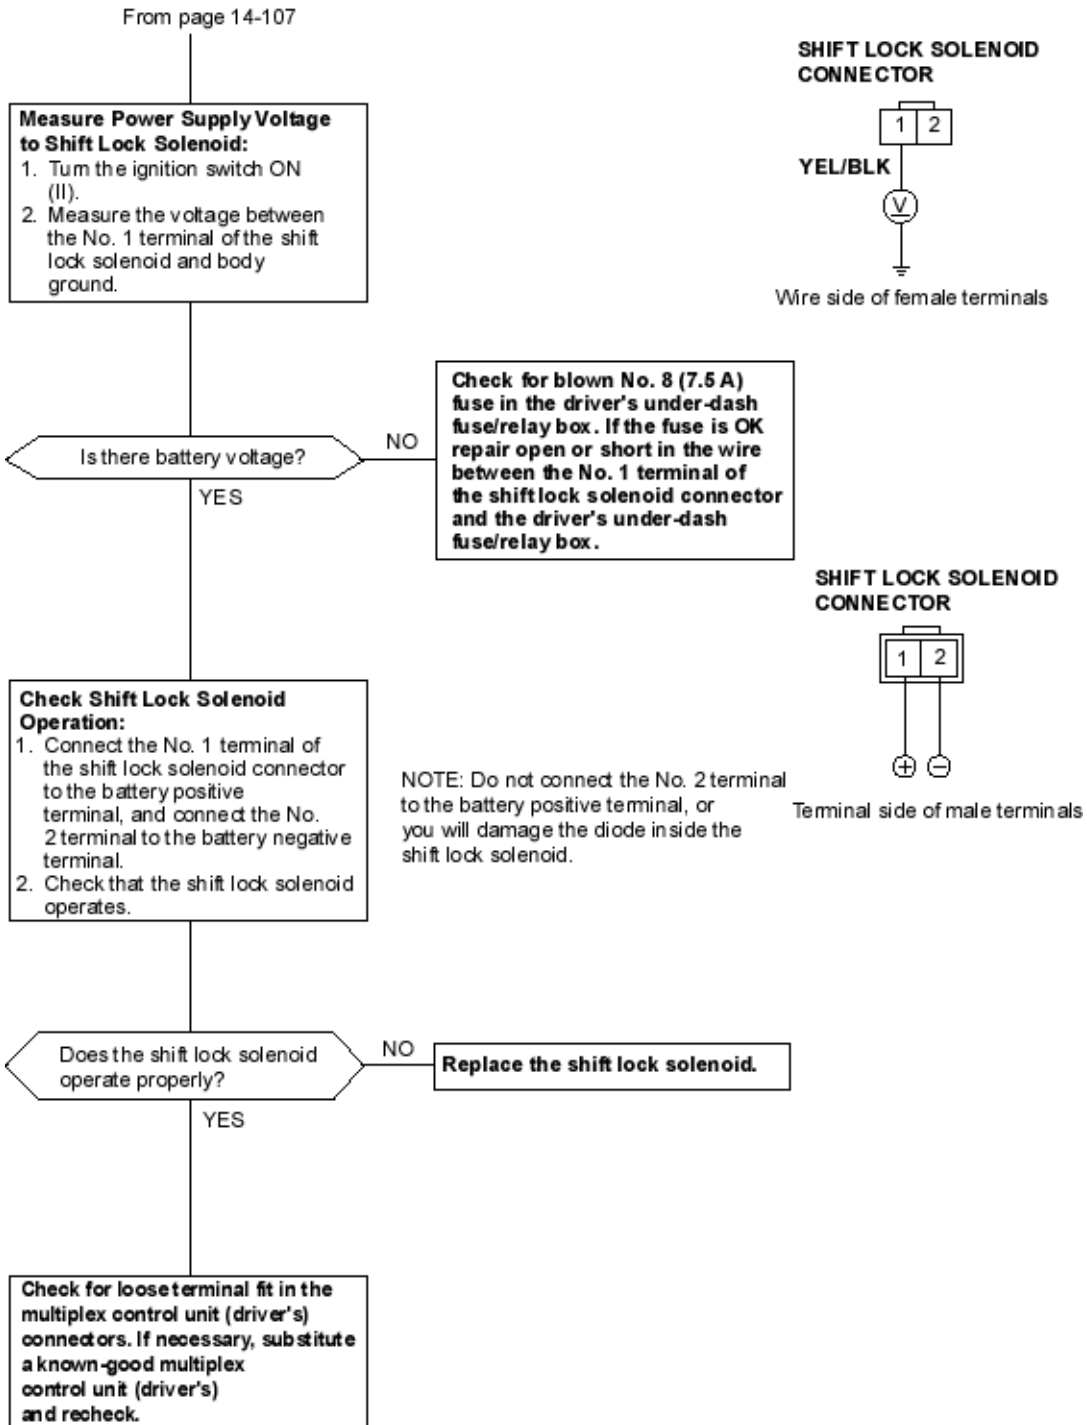 From page 14-107
SHIFT LOCK SOLENOID
CONNECTOR
1 2
YEL/BLK
V
Wire side of female terminals
Measure Power Supply Voltage
to Shift Lock Solenoid:
1. Turn the ignition switch ON
(II).
2. Measure the voltage between
the No. 1 terminal of the shift
lock solenoid and body
ground.
Is there battery voltage?
NO
YES
Check for blown No. 8 (7.5 A)
fuse in the driver's under-dash
fuse/relay box. If the fuse is OK
repair open or short in the wire
between the No. 1 terminal of
the shift lock solenoid connector
and the driver's under-dash
fuse/relay box.
SHIFT LOCK SOLENOID
CONNECTOR
1 2
+ −
Terminal side of male terminals
Check Shift Lock Solenoid
Operation:
1. Connect the No. 1 terminal of
the shift lock solenoid connector
to the battery positive
terminal, and connect the No.
2 terminal to the battery negative
terminal.
2. Check that the shift lock solenoid
operates.
NOTE: Do not connect the No. 2 terminal
to the battery positive terminal, or
you will damage the diode inside the
shift lock solenoid.
Does the shift lock solenoid
operate properly?
NO
YES
Replace the shift lock solenoid.
Check for loose terminal fit in the
multiplex control unit (driver's)
connectors. If necessary, substitute
a known-good multiplex
control unit (driver's)
and recheck.